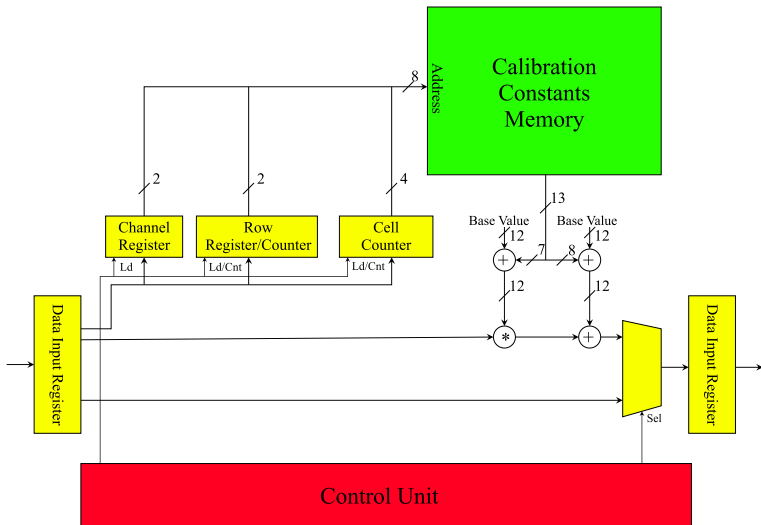 Calibration
Constants
Memory
Address
8
2
2
4
13
Channel
Register
Row
Register/Counter
Cell
Counter
Base Value
Base Value
12
12
7
8
+
+
Ld
Ld/Cnt
Ld/Cnt
12
12
Data Input Register
*
+
Data Input Register
Sel
Control Unit